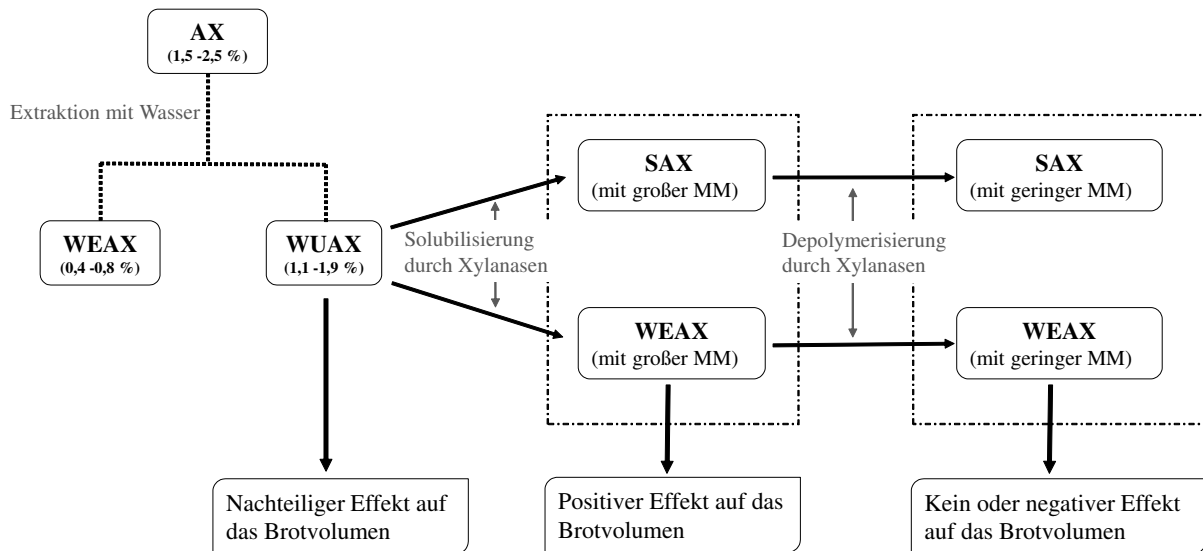 AX
(1,5 -2,5 %)
Extraktion mit Wasser
WEAX
(0,4 -0,8 %)
WUAX
(1,1 -1,9 %)
Solubilisierung
durch Xylanasen
SAX
(mit großer MM)
WEAX
(mit großer MM)
Depolymerisierung
durch Xylanasen
SAX
(mit geringer MM)
WEAX
(mit geringer MM)
Nachteiliger Effekt auf
das Brotvolumen
Positiver Effekt auf das
Brotvolumen
Kein oder negativer Effekt
auf das Brotvolumen